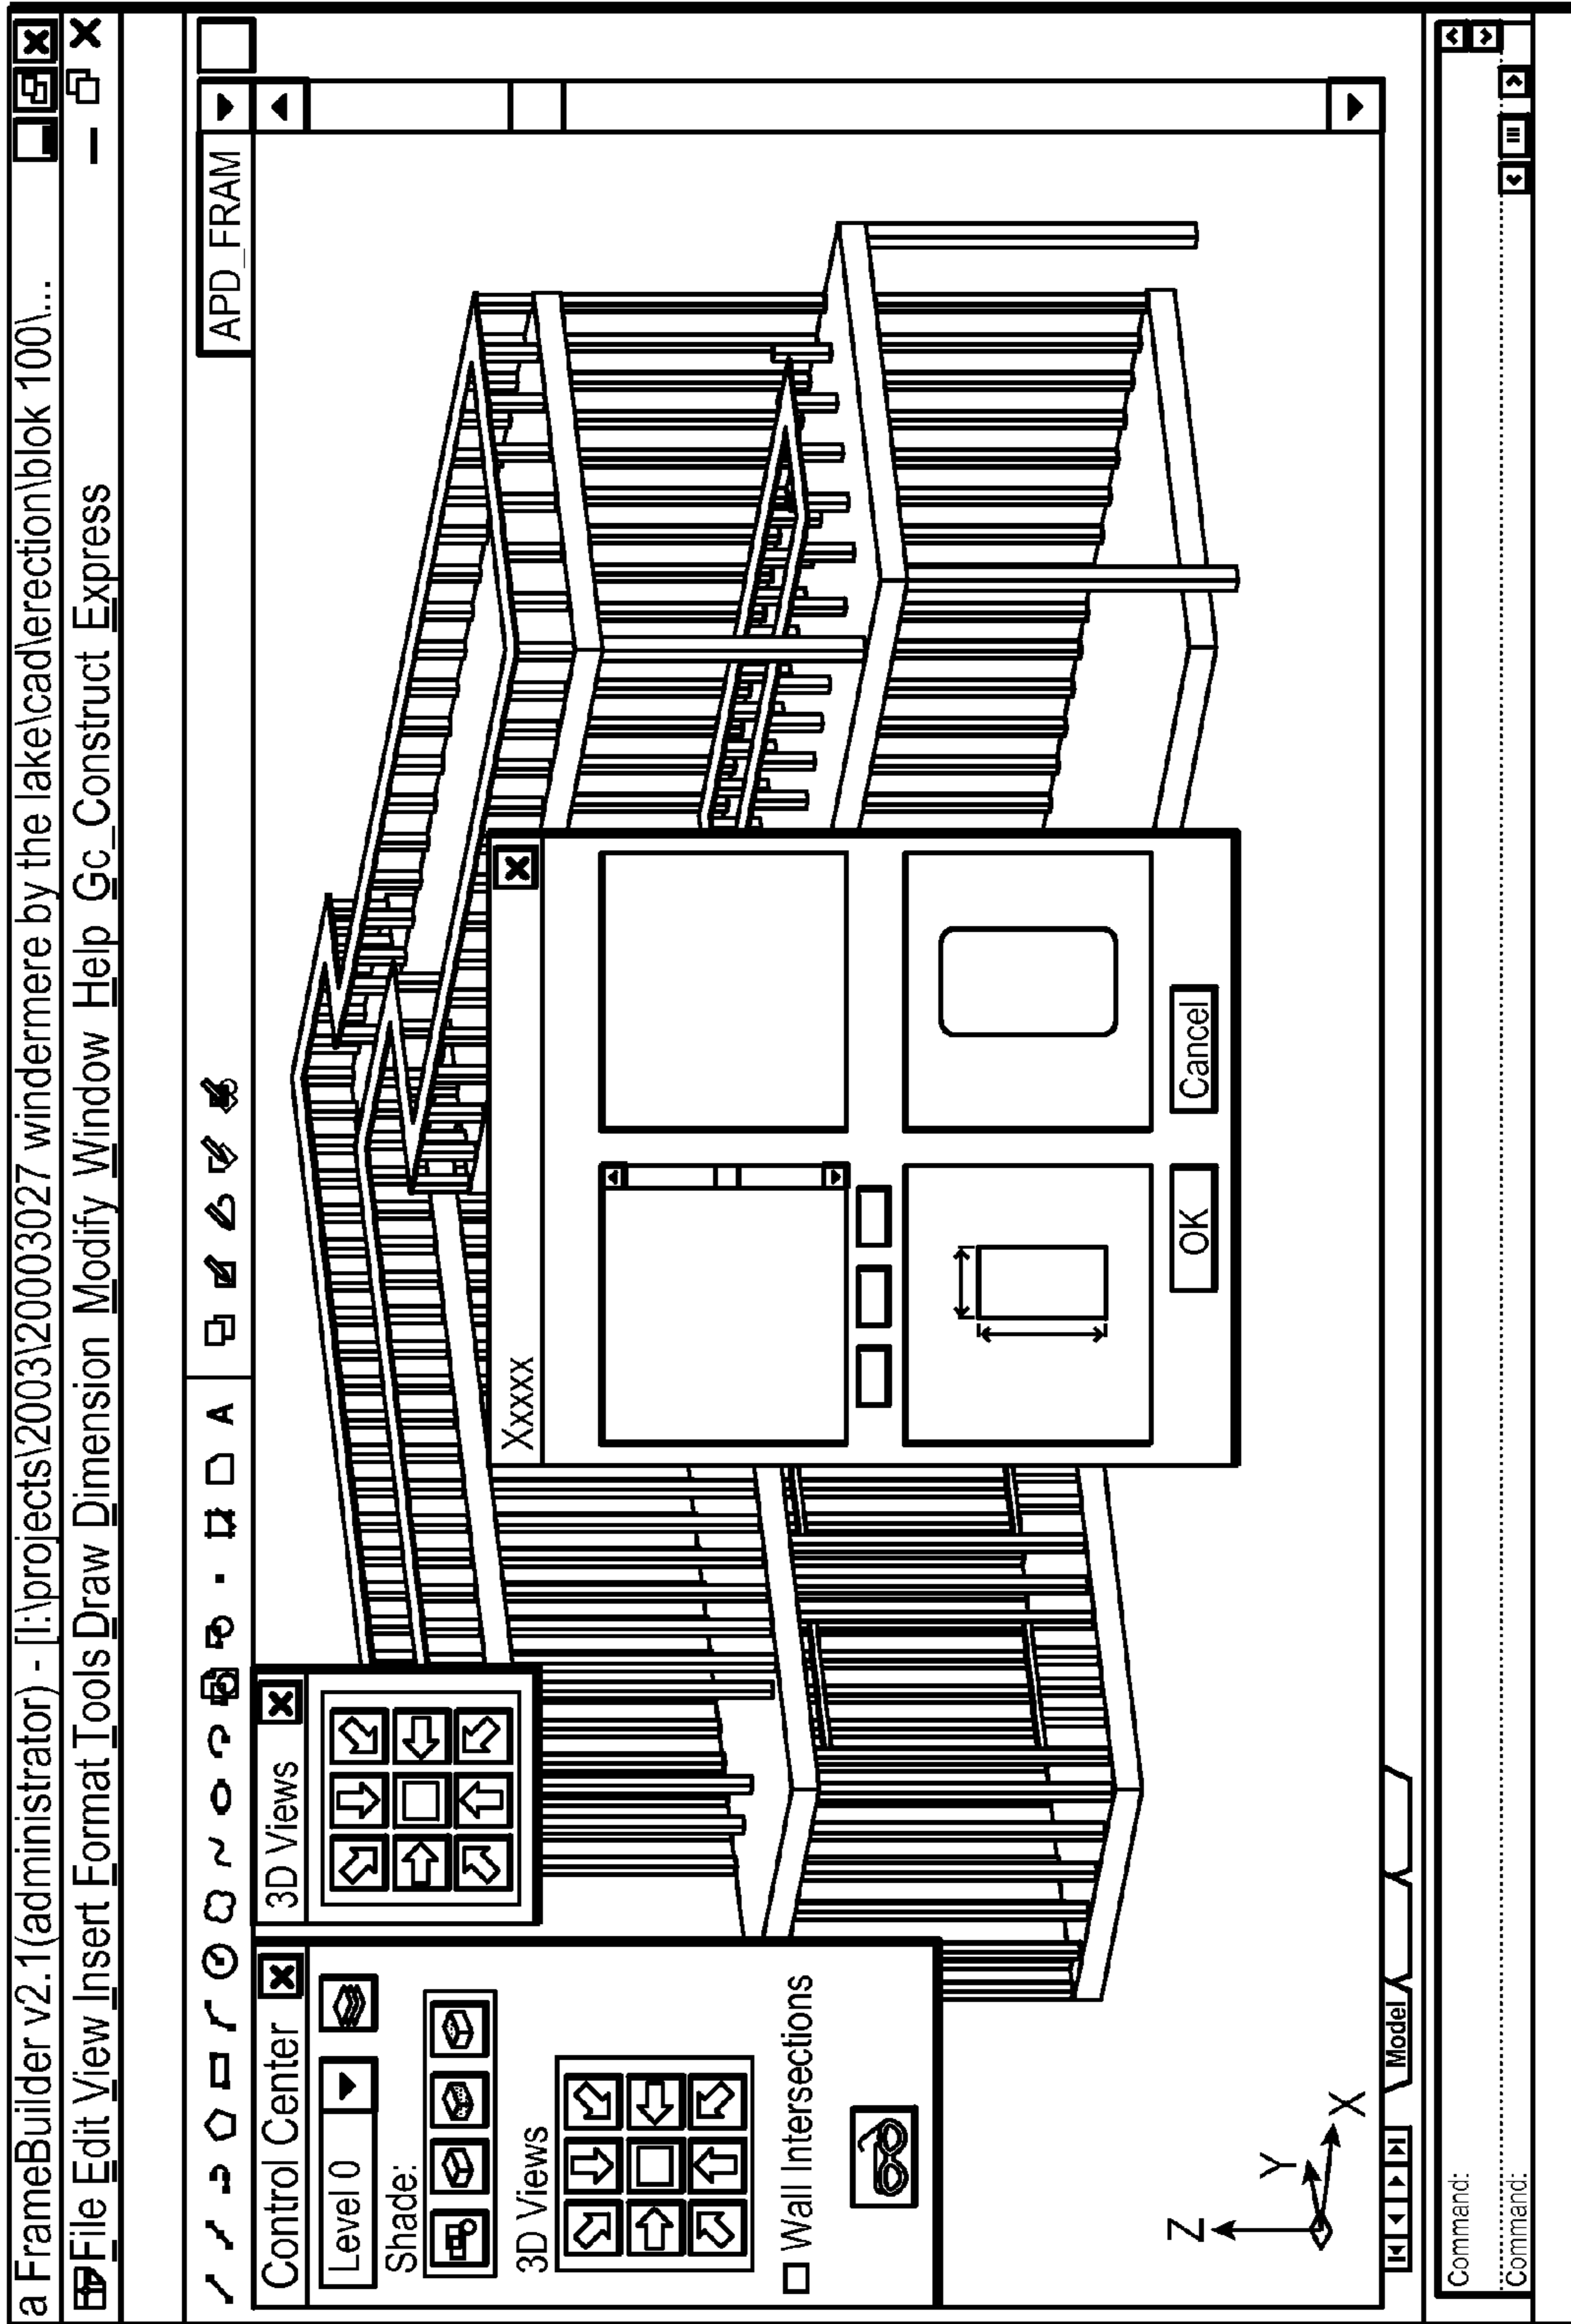 a FrameBuilder v2.1(administrator) - [l:\projects\2003\20003027 windermere by the lake\cad\erection\blok 100\...
File Edit View Insert Format Tools Draw Dimension Modify Window Help Gc_Construct Express
A
APD_FRAM
Control Center
Level 0
Shade:
3D Views
Wall Intersections
3D Views
Xxxxx
OK
Cancel
Z
Y
X
Model
Command:
Command: